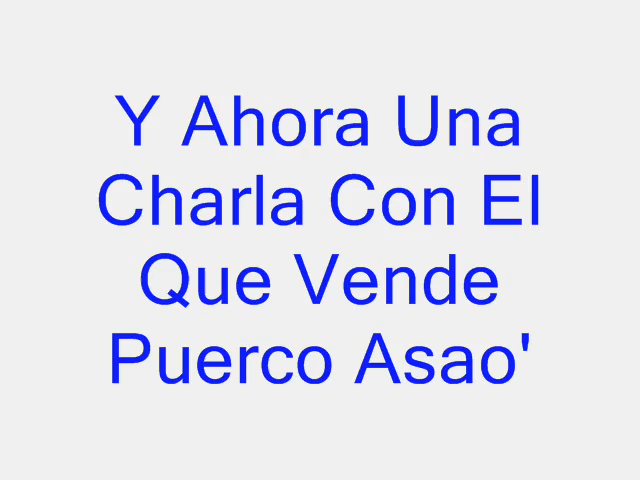 Y Ahora Una
Charla Con El
Que Vende
Puerco Asao'